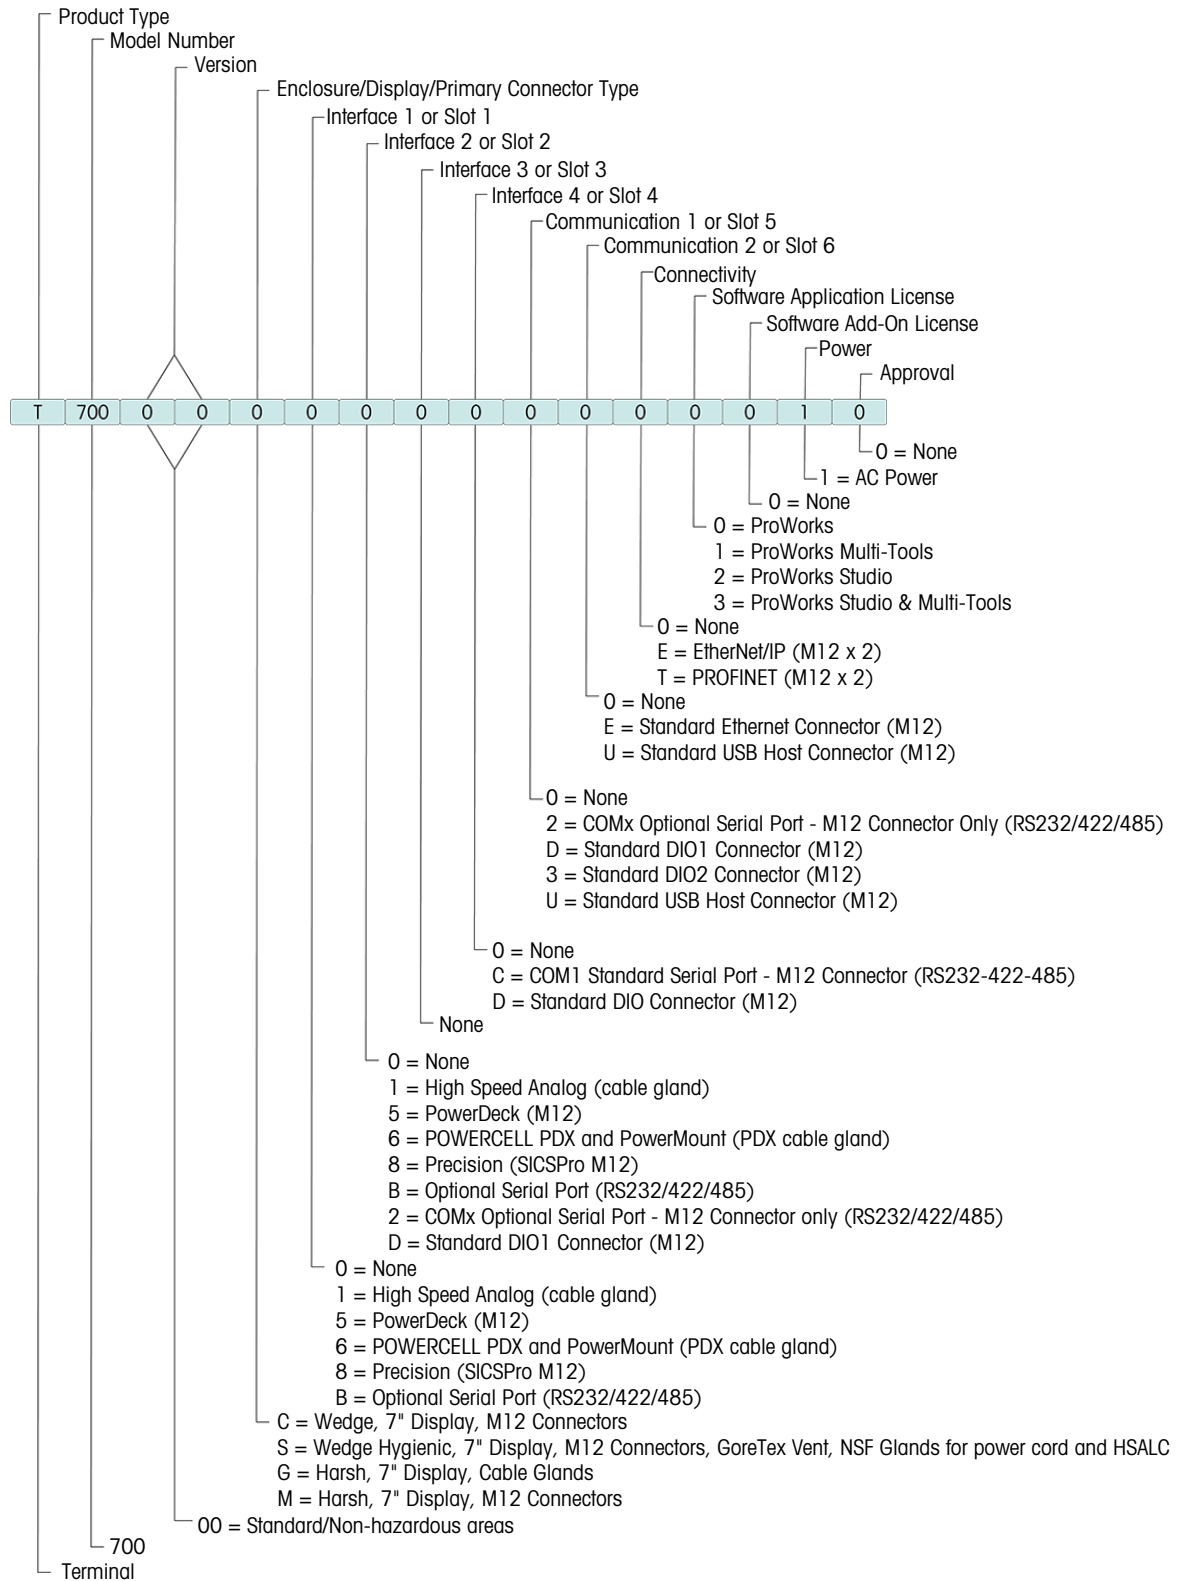 Product Type
Model Number
Version
Enclosure/Display/Primary Connector Type
Interface 1 or Slot 1
Interface 2 or Slot 2
Interface 3 or Slot 3
Interface 4 or Slot 4
Communication 1 or Slot 5
Communication 2 or Slot 6
Connectivity
Software Application License
Software Add-On License
Power
Approval
T 700 0 0 0 0 0 0 0 0 0 0 0 0 1 0
0 = None
1 = AC Power
0 = None
0 = ProWorks
1 = ProWorks Multi-Tools
2 = ProWorks Studio
3 = ProWorks Studio & Multi-Tools
0 = None
E = EtherNet/IP (M12 x 2)
T = PROFINET (M12 x 2)
0 = None
E = Standard Ethernet Connector (M12)
U = Standard USB Host Connector (M12)
0 = None
2 = COMx Optional Serial Port - M12 Connector Only (RS232/422/485)
D = Standard DIO1 Connector (M12)
3 = Standard DIO2 Connector (M12)
U = Standard USB Host Connector (M12)
0 = None
C = COM1 Standard Serial Port - M12 Connector (RS232-422-485)
D = Standard DIO Connector (M12)
None
0 = None
1 = High Speed Analog (cable gland)
5 = PowerDeck (M12)
6 = POWERCELL PDX and PowerMount (PDX cable gland)
8 = Precision (SICSPro M12)
B = Optional Serial Port (RS232/422/485)
2 = COMx Optional Serial Port - M12 Connector only (RS232/422/485)
D = Standard DIO1 Connector (M12)
0 = None
1 = High Speed Analog (cable gland)
5 = PowerDeck (M12)
6 = POWERCELL PDX and PowerMount (PDX cable gland)
8 = Precision (SICSPro M12)
B = Optional Serial Port (RS232/422/485)
C = Wedge, 7" Display, M12 Connectors
S = Wedge Hygienic, 7" Display, M12 Connectors, GoreTex Vent, NSF Glands for power cord and HSALC
G = Harsh, 7" Display, Cable Glands
M = Harsh, 7" Display, M12 Connectors
00 = Standard/Non-hazardous areas
700
Terminal